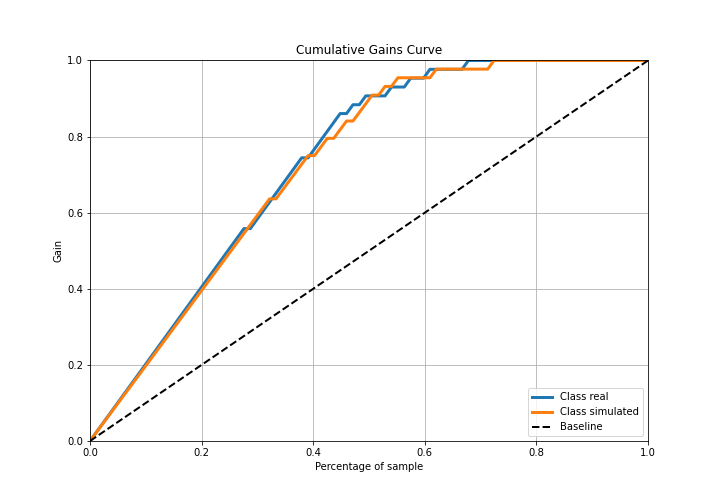 Cumulative Gains Curve
1.0
0.8
0.6
0.4
0.2
0.0
Gain
0.0 0.2 0.4 0.6 0.8 1.0
Percentage of sample
Class real
Class simulated
Baseline